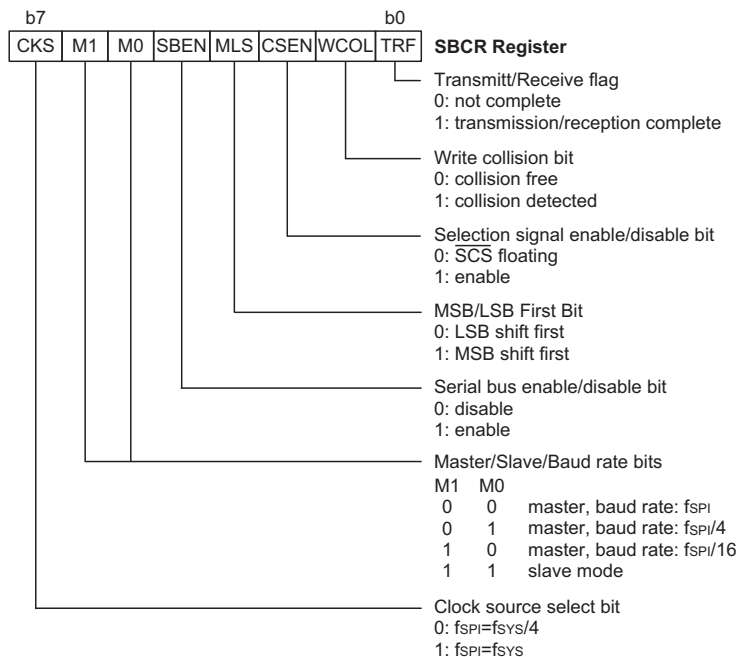 b7 b0
CKS M1 M0 SBEN MLS CSEN WCOL TRF SBCR Register
Transmitt/Receive flag
0: not complete
1: transmission/reception complete
Write collision bit
0: collision free
1: collision detected
Selection signal enable/disable bit
0: S̅C̅S̅ floating
1: enable
MSB/LSB First Bit
0: LSB shift first
1: MSB shift first
Serial bus enable/disable bit
0: disable
1: enable
Master/Slave/Baud rate bits
M1 M0
0 0 master, baud rate: fSPI
0 1 master, baud rate: fSPI/4
1 0 master, baud rate: fSPI/16
1 1 slave mode
Clock source select bit
0: fSPI=fSYS/4
1: fSPI=fSYS